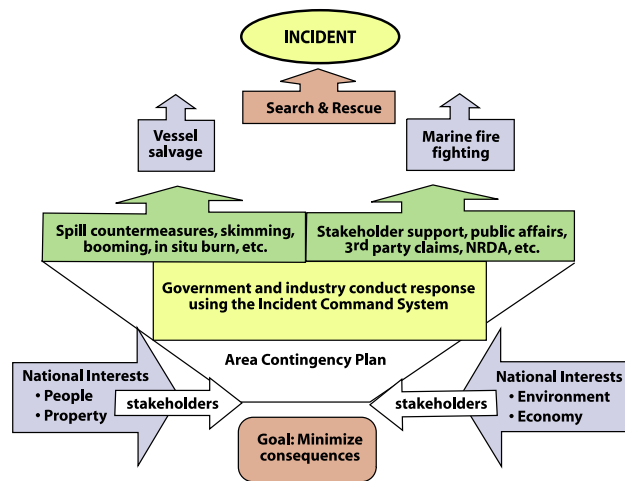 INCIDENT
Search & Rescue
Vessel
salvage
Marine fire
fighting
Spill countermeasures, skimming,
booming, in situ burn, etc.
Stakeholder support, public affairs,
3rd party claims, NRDA, etc.
Government and industry conduct response
using the Incident Command System
Area Contingency Plan
National Interests
• People
• Property
stakeholders
stakeholders
National Interests
• Environment
• Economy
Goal: Minimize
consequences